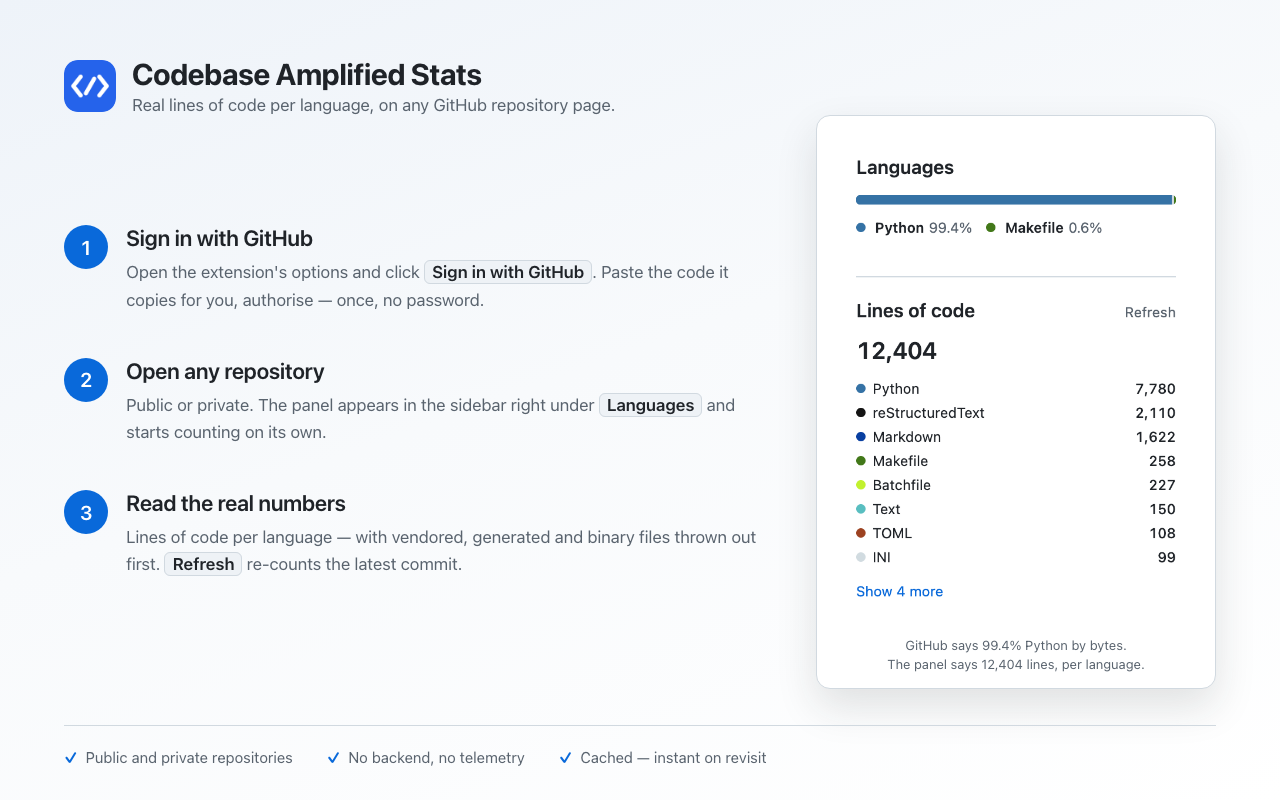 Codebase Amplified Stats
Real lines of code per language, on any GitHub repository page.
1
Sign in with GitHub
Open the extension's options and click Sign in with GitHub. Paste the code it
copies for you, authorise — once, no password.
2
Open any repository
Public or private. The panel appears in the sidebar right under Languages and
starts counting on its own.
3
Read the real numbers
Lines of code per language — with vendored, generated and binary files thrown out
first. Refresh re-counts the latest commit.
Languages
Python 99.4% Makefile 0.6%
Lines of code Refresh
12,404
Python 7,780
reStructuredText 2,110
Markdown 1,622
Makefile 258
Batchfile 227
Text 150
TOML 108
INI 99
Show 4 more
GitHub says 99.4% Python by bytes.
The panel says 12,404 lines, per language.
Public and private repositories No backend, no telemetry Cached — instant on revisit